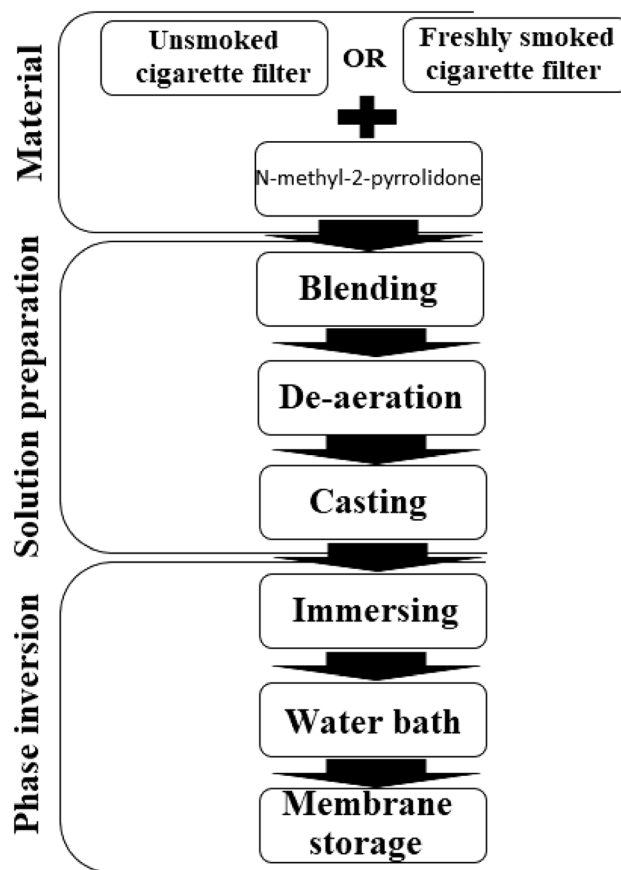 Material
Unsmoked
cigarette filter
OR
Freshly smoked
cigarette filter
N-methyl-2-pyrrolidone
Solution preparation
Blending
De-aeration
Casting
Phase inversion
Immersing
Water bath
Membrane
storage